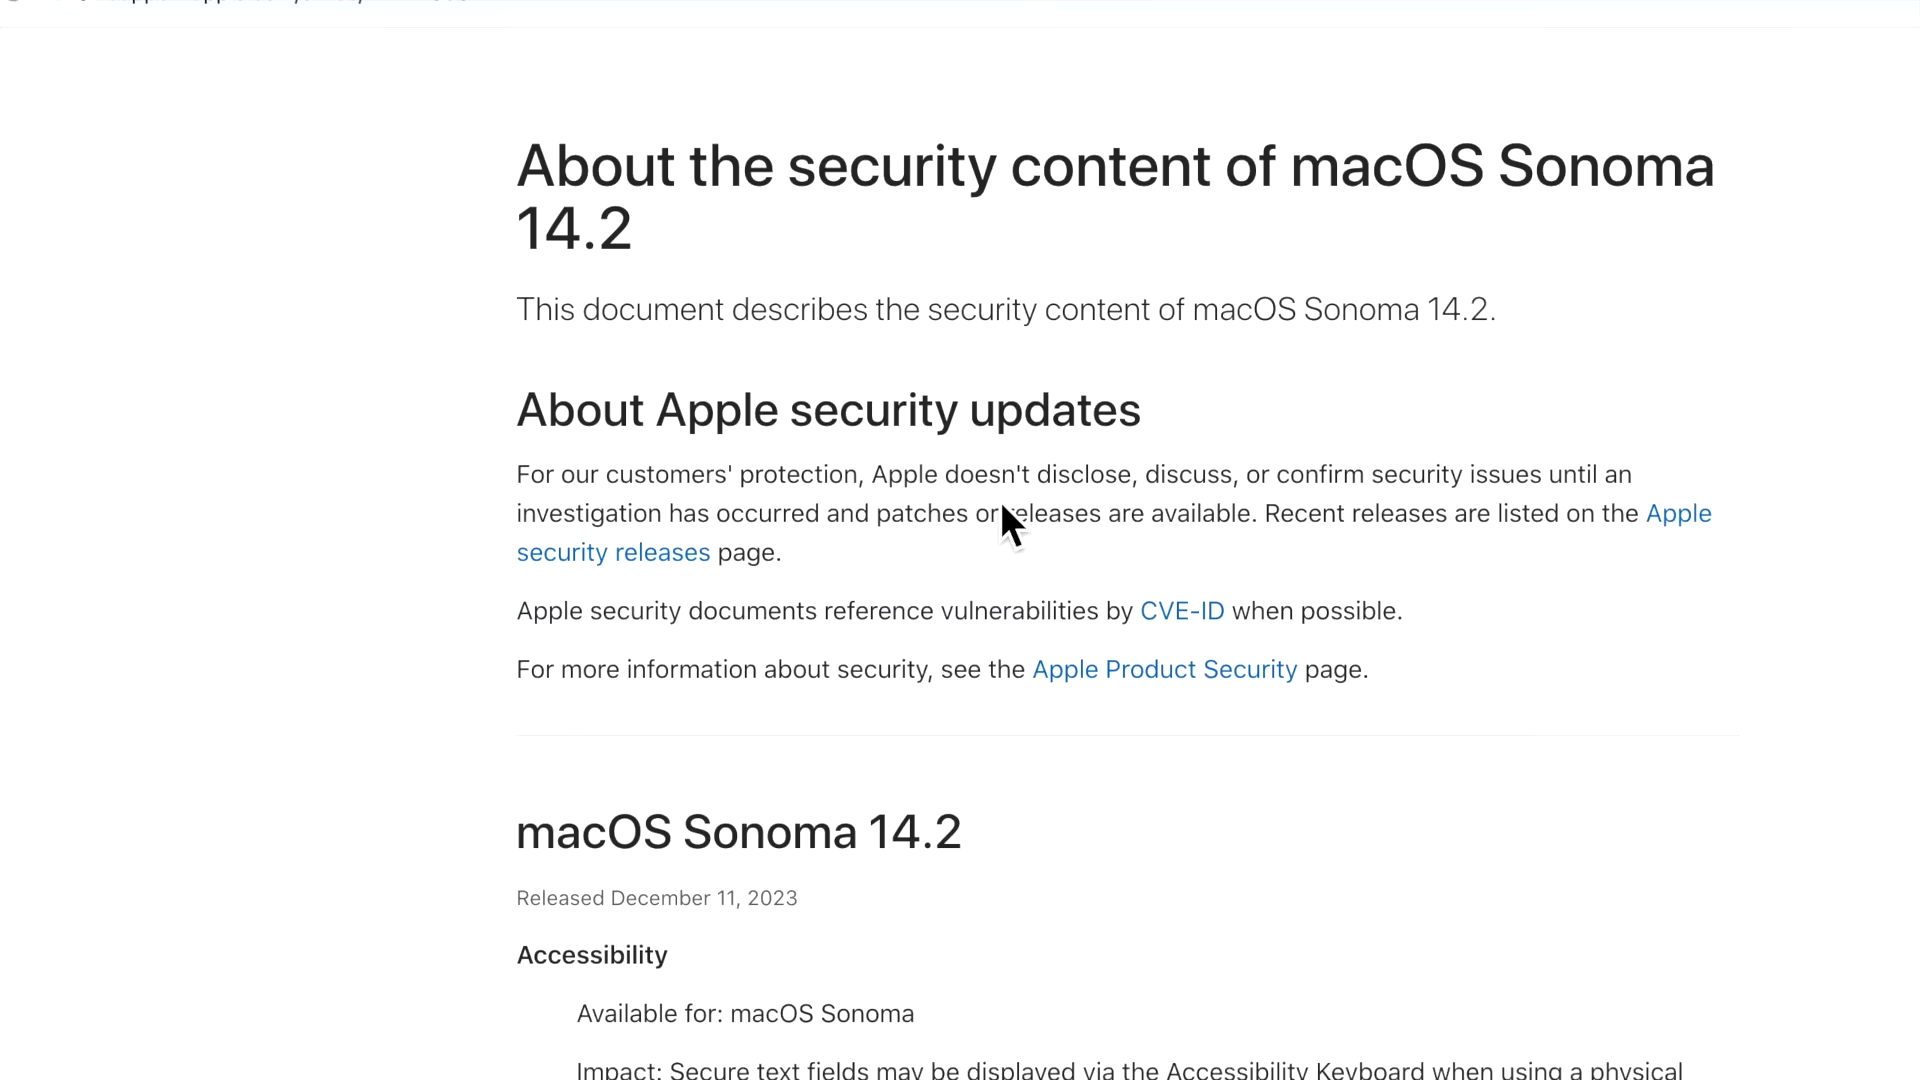 About the security content of macOS Sonoma
14.2
This document describes the security content of macOS Sonoma 14.2.
About Apple security updates
For our customers' protection, Apple doesn't disclose, discuss, or confirm security issues until an
investigation has occurred and patches or releases are available. Recent releases are listed on the Apple
security releases page.
Apple security documents reference vulnerabilities by CVE-ID when possible.
For more information about security, see the Apple Product Security page.
macOS Sonoma 14.2
Released December 11, 2023
Accessibility
Available for: macOS Sonoma
Impact: Secure text fields may be displayed via the Accessibility Keyboard when using a physical